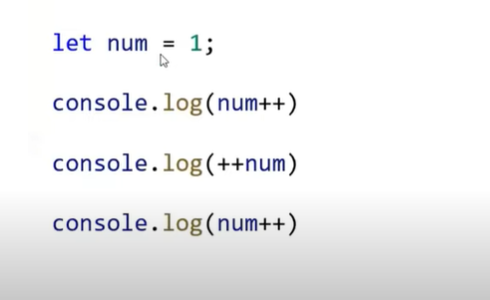 let num = 1;
console.log(num++)
console.log(++num)
console.log(num++)